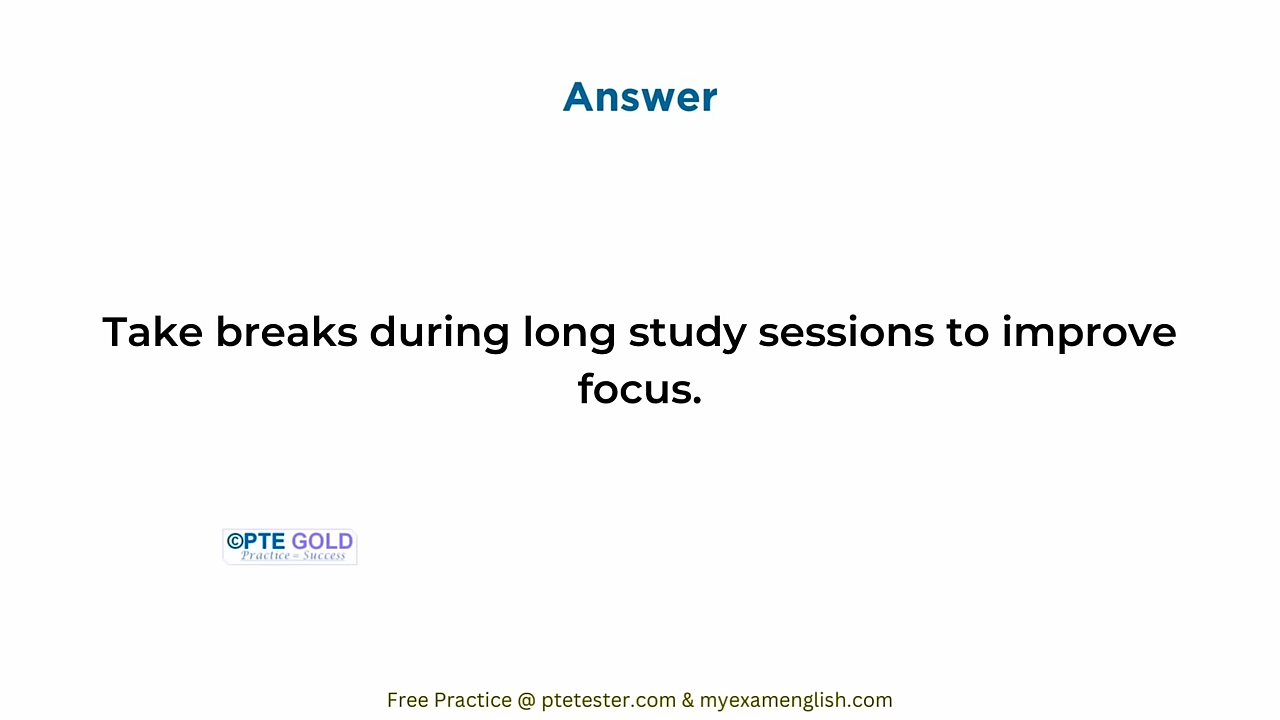 Answer
Take breaks during long study sessions to improve
focus.
©PTE GOLD
Practice = Success
Free Practice @ ptetester.com & myexamenglish.com